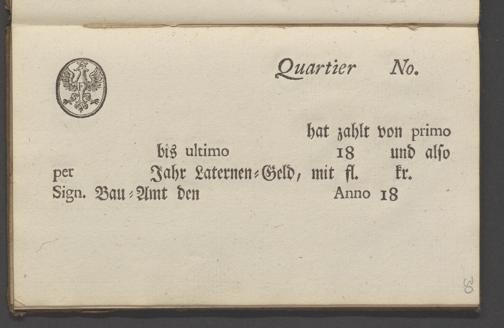 Quartier No.
hat zahlt von primo
bis ultimo 18 und also
per Jahr Laternen=Geld, mit fl. kr.
Sign. Bau=Amt den Anno 18
30